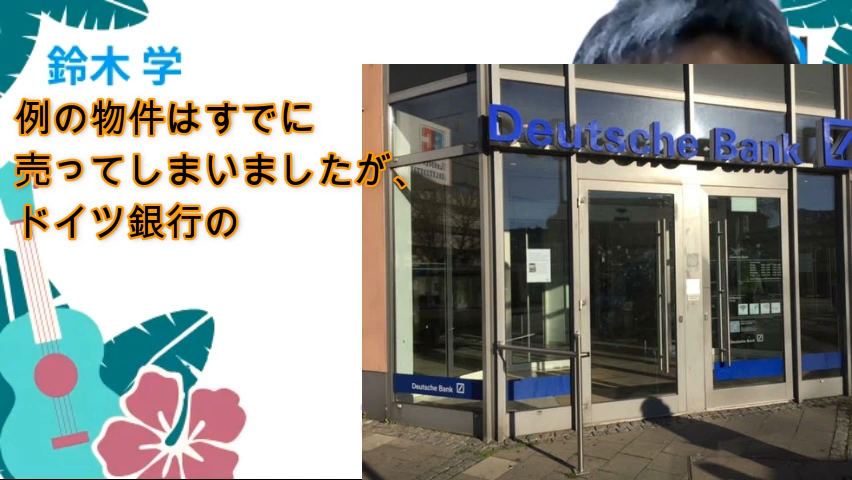 鈴木 学
例の物件はすでに
売ってしまいましたが、
ドイツ銀行の
Deutsche Bank
Deutsche Bank